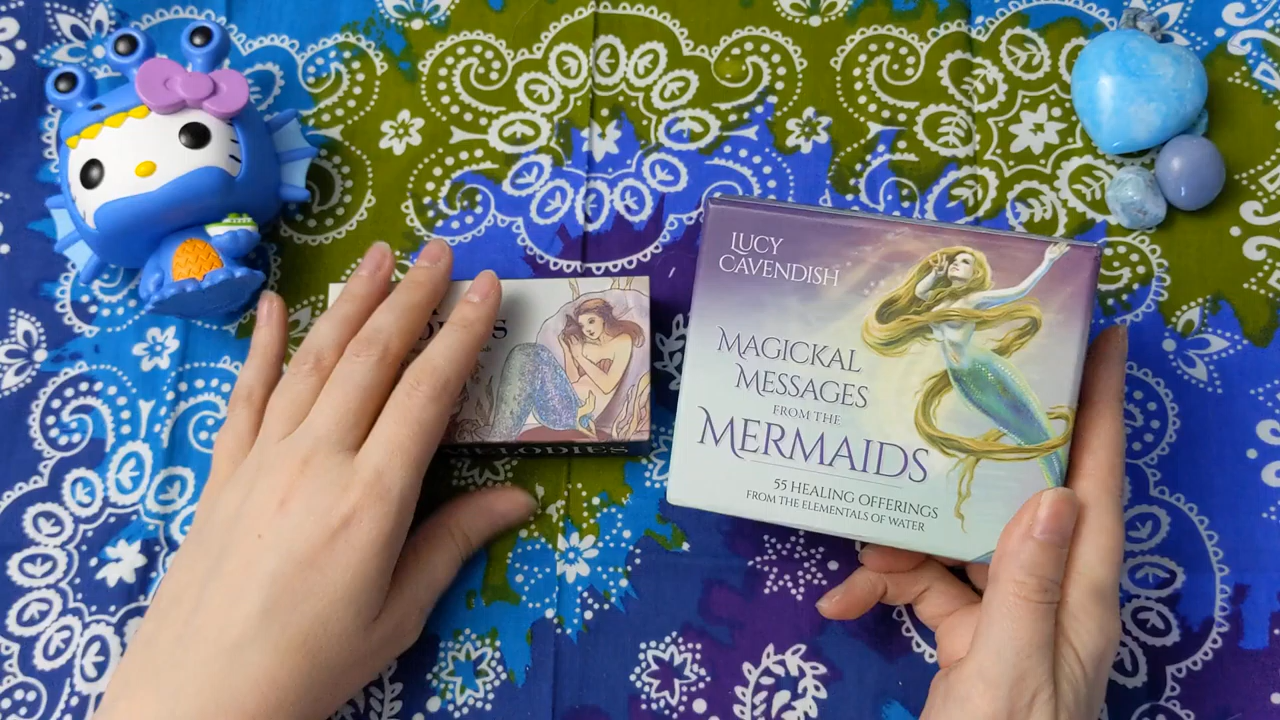 LUCY
CAVENDISH
MAGICKAL
MESSAGES
FROM THE
MERMAIDS
55 HEALING OFFERINGS
FROM THE ELEMENTALS OF WATER